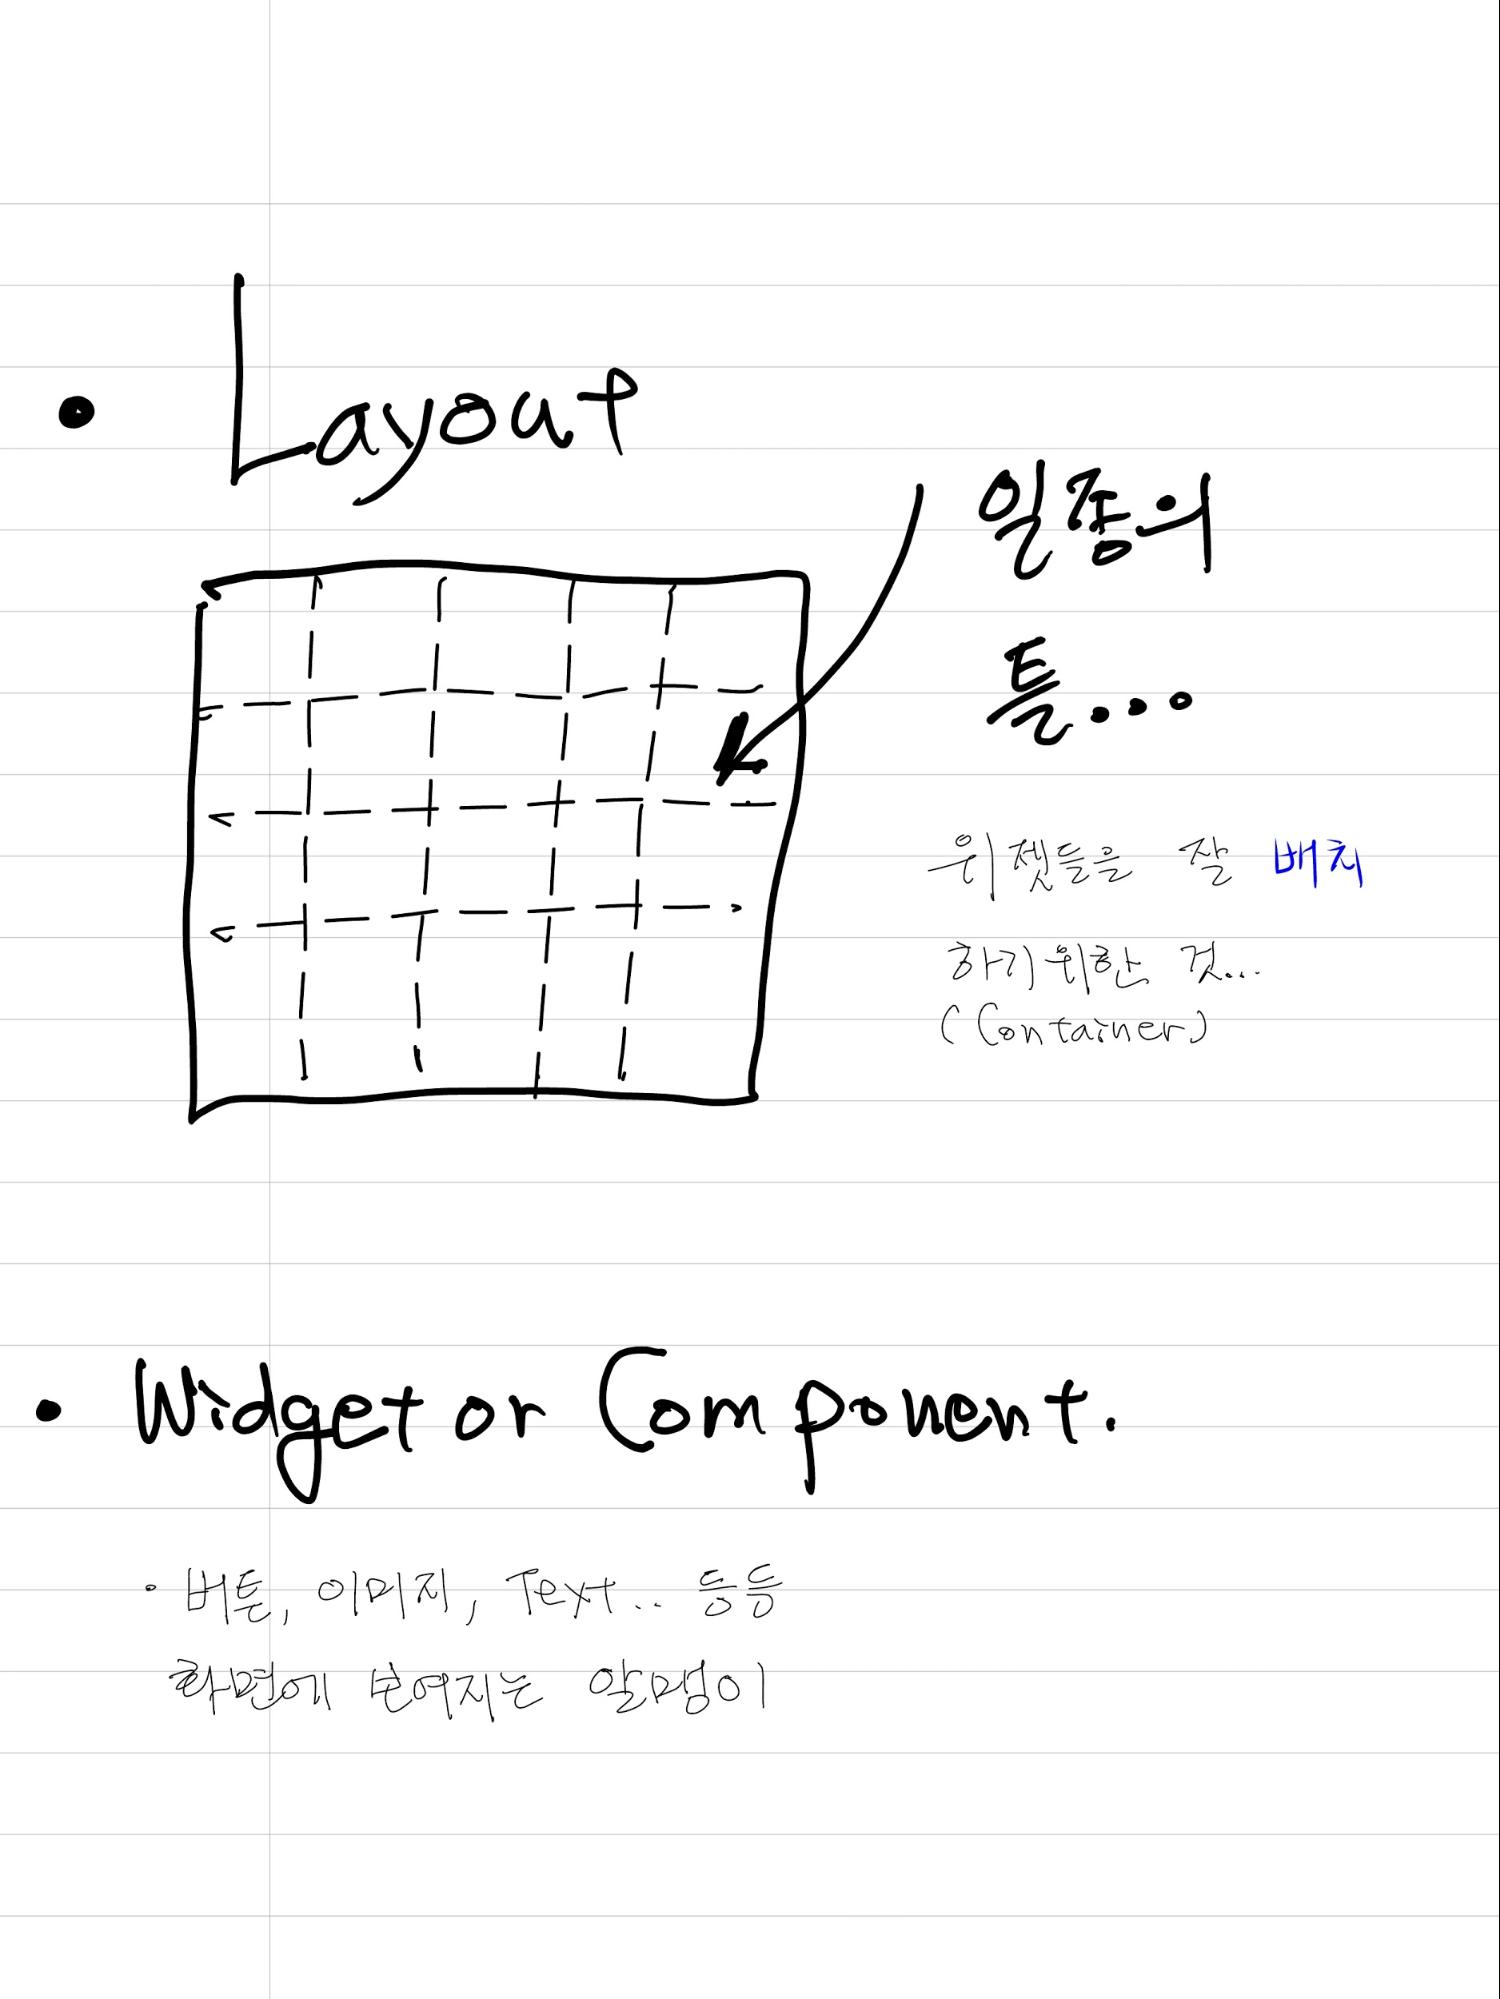 • Layout
일종의
틀...
위젯들을 잘 배치
하기위한 것...
(Container)
• Widget or Component.
• 버튼, 이미지, Text.. 등등
화면에 보여지는 알맹이